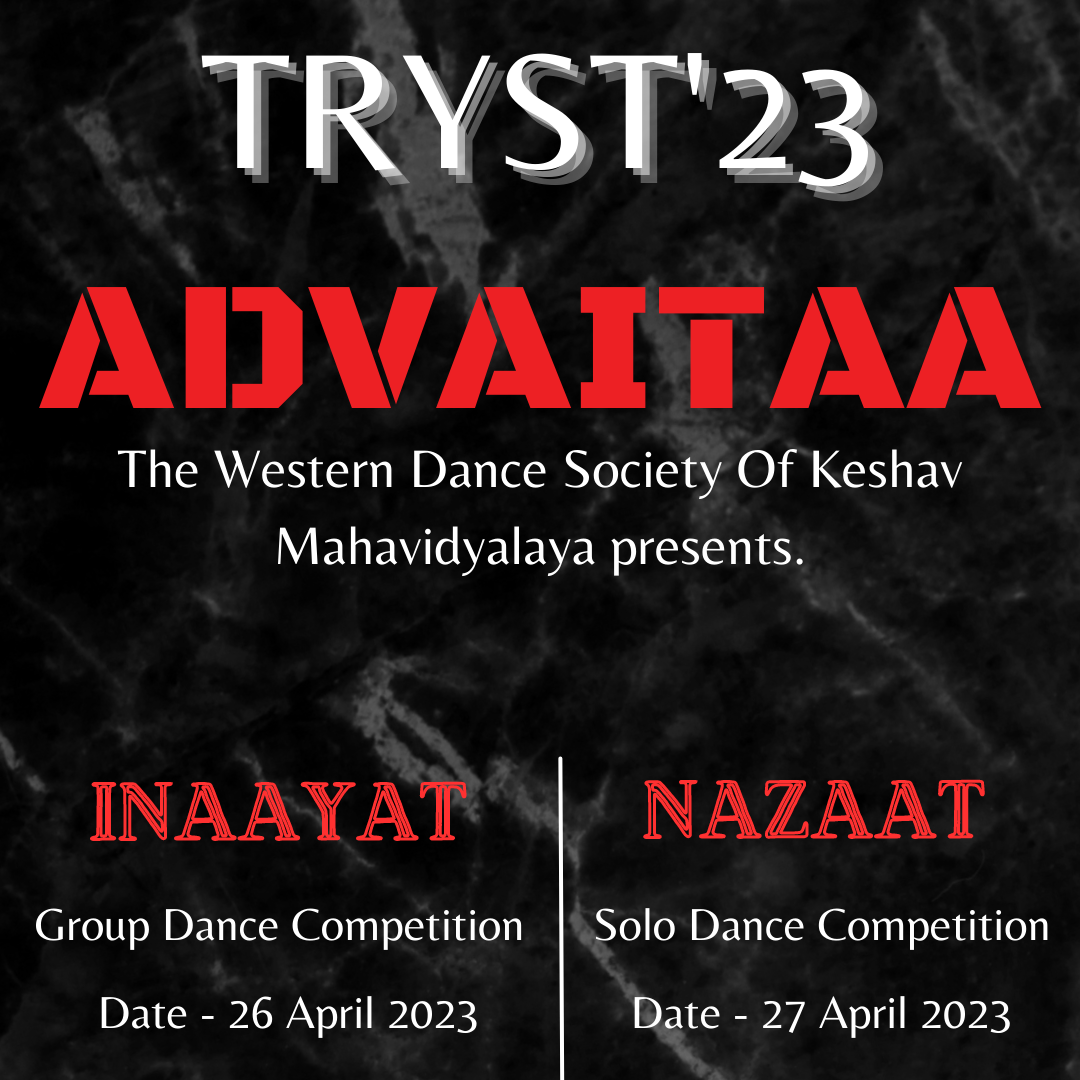 TRYST'23
ADVAITAA
The Western Dance Society Of Keshav
Mahavidyalaya presents.
INAAYAT
Group Dance Competition
Date - 26 April 2023
NAZAAT
Solo Dance Competition
Date - 27 April 2023